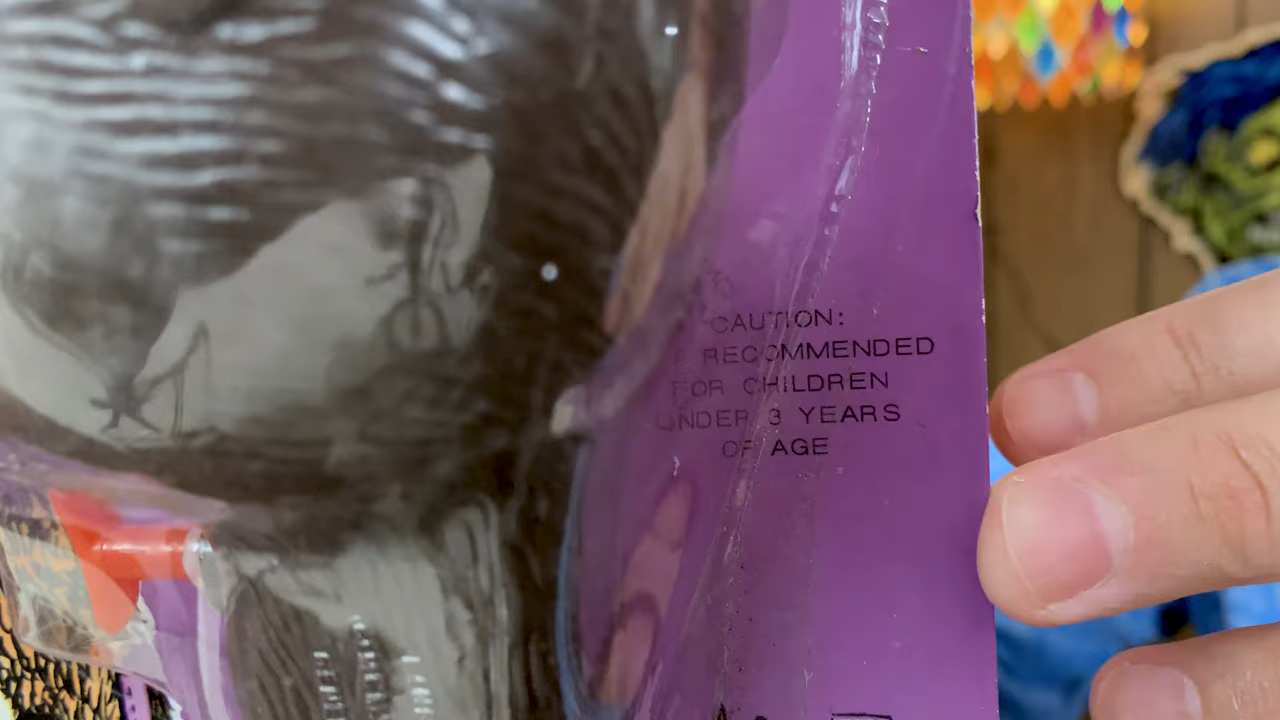 CAUTION:
RECOMMENDED
FOR CHILDREN
UNDER 3 YEARS
OF AGE